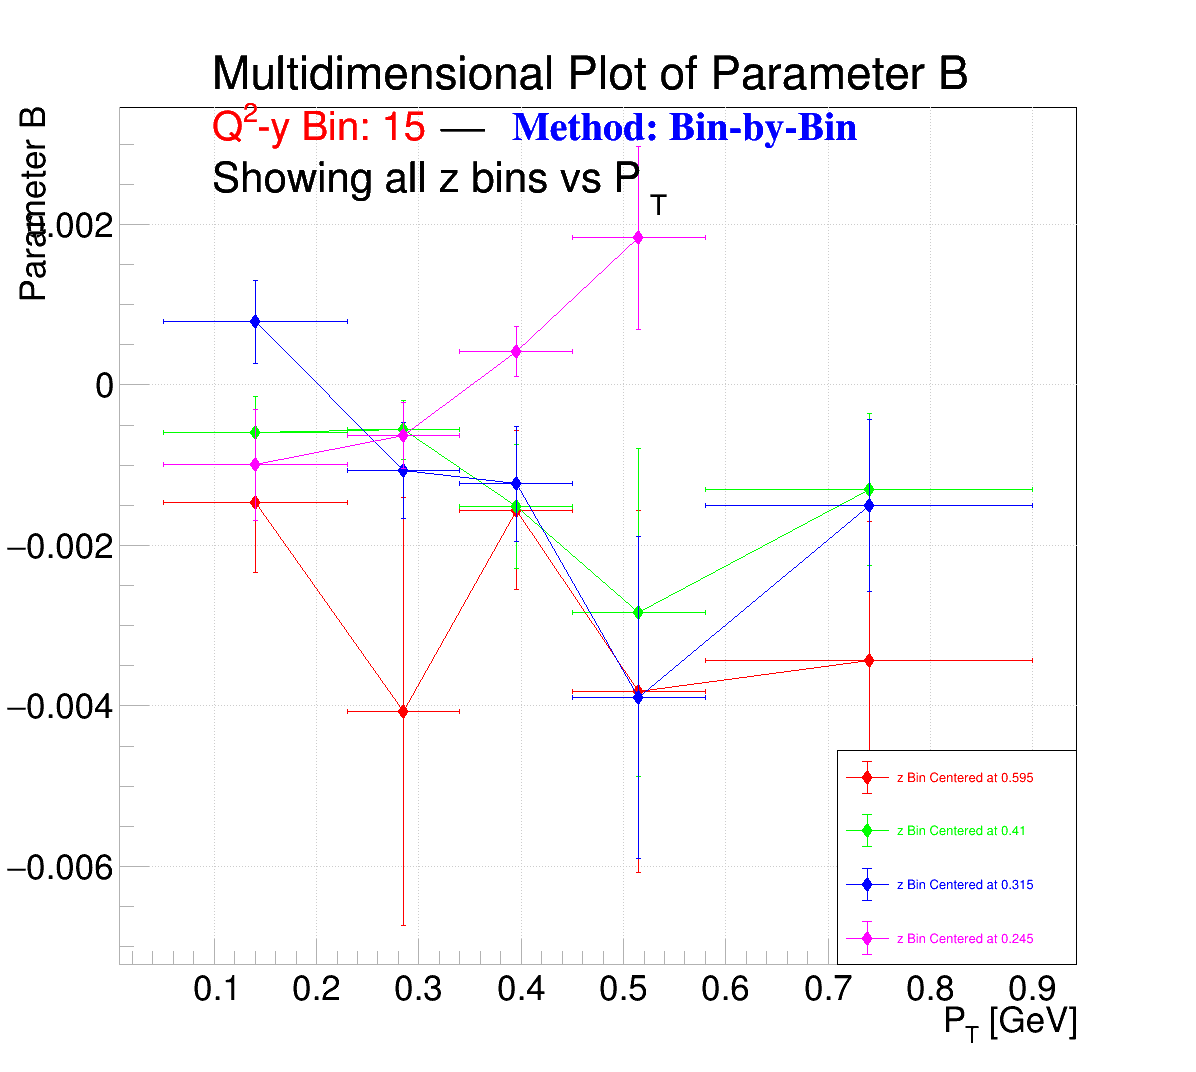 Multidimensional Plot of Parameter B
Q²-y Bin: 15 — Method: Bin-by-Bin
Showing all z bins vs P_T
Parameter B
0.002
0
−0.002
−0.004
−0.006
z Bin Centered at 0.595
z Bin Centered at 0.41
z Bin Centered at 0.315
z Bin Centered at 0.245
0.1 0.2 0.3 0.4 0.5 0.6 0.7 0.8 0.9
P_T [GeV]